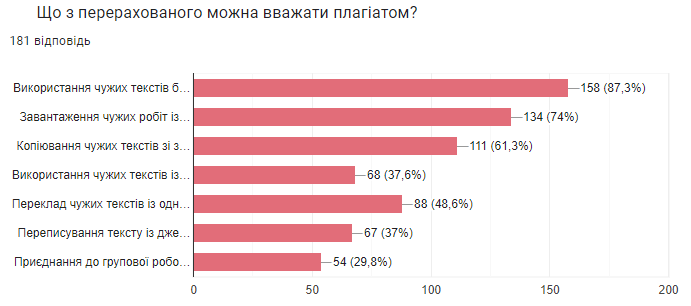 Що з перерахованого можна вважати плагіатом?
181 відповідь
Використання чужих текстів б… 158 (87,3%)
Завантаження чужих робіт із… 134 (74%)
Копіювання чужих текстів зі з… 111 (61,3%)
Використання чужих текстів із… 68 (37,6%)
Переклад чужих текстів із одн… 88 (48,6%)
Переписування тексту із дже… 67 (37%)
Приєднання до групової робо… 54 (29,8%)
0 50 100 150 200